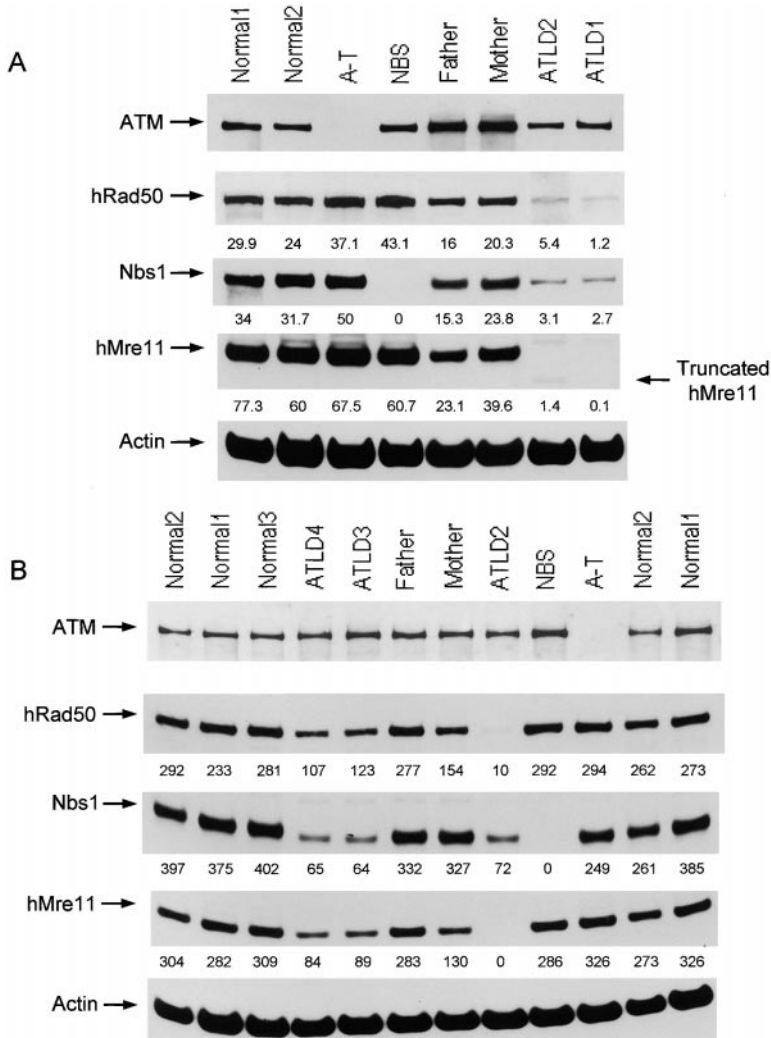 A
Normal1 Normal2 A-T NBS Father Mother ATLD2 ATLD1
ATM
hRad50
29.9 24 37.1 43.1 16 20.3 5.4 1.2
Nbs1
34 31.7 50 0 15.3 23.8 3.1 2.7
hMre11
Truncated
hMre11
77.3 60 67.5 60.7 23.1 39.6 1.4 0.1
Actin
B
Normal2 Normal1 Normal3 ATLD4 ATLD3 Father Mother ATLD2 NBS A-T Normal2 Normal1
ATM
hRad50
292 233 281 107 123 277 154 10 292 294 262 273
Nbs1
397 375 402 65 64 332 327 72 0 249 261 385
hMre11
304 282 309 84 89 283 130 0 286 326 273 326
Actin